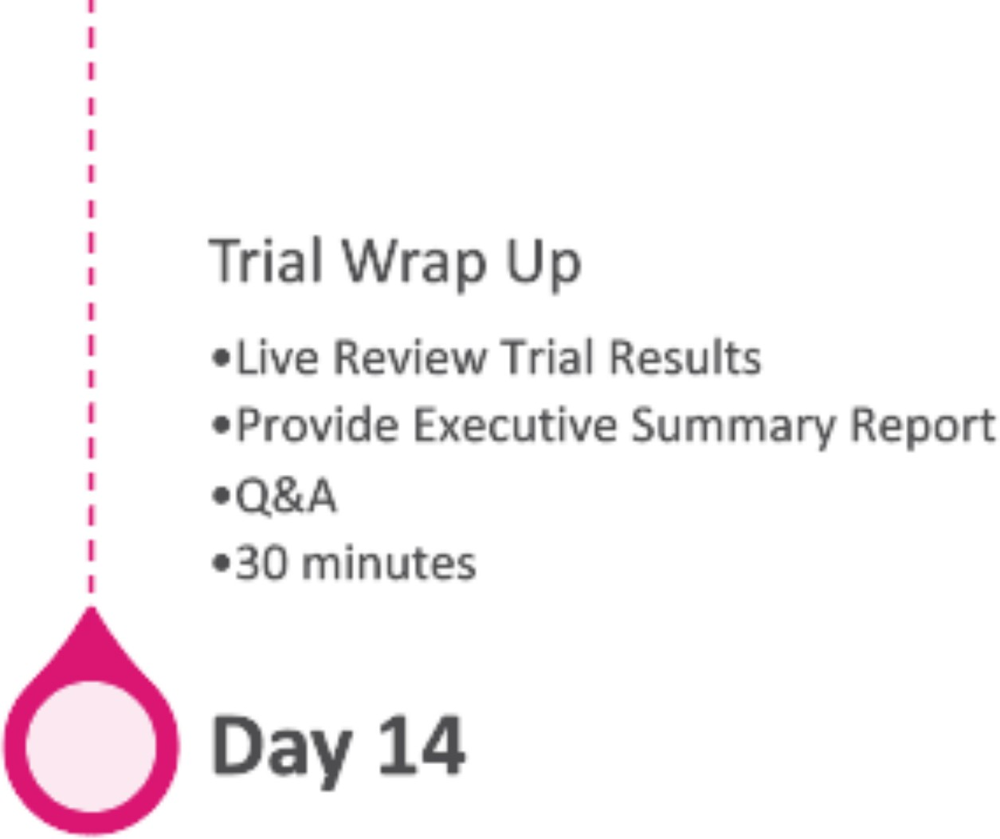 Trial Wrap Up
•Live Review Trial Results
•Provide Executive Summary Report
•Q&A
•30 minutes
Day 14